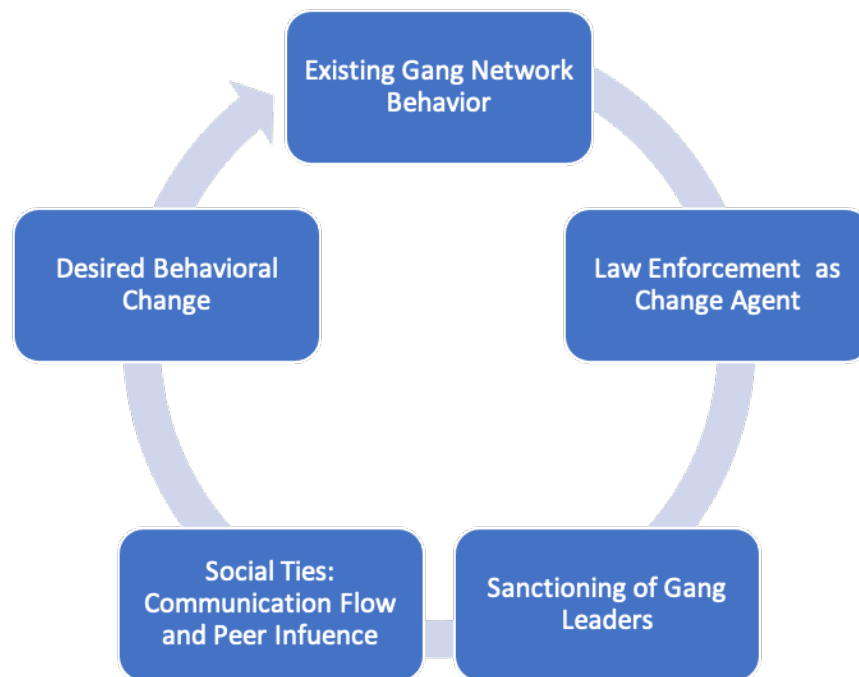 Existing Gang Network
Behavior
Law Enforcement as
Change Agent
Sanctioning of Gang
Leaders
Social Ties:
Communication Flow
and Peer Infuence
Desired Behavioral
Change